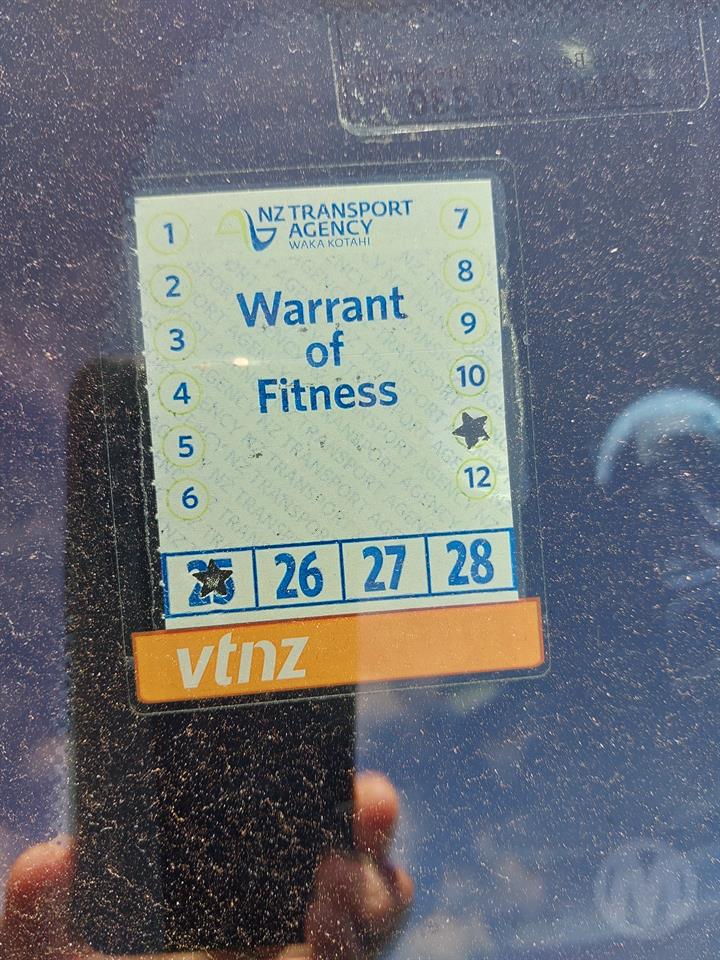 NZ TRANSPORT
AGENCY
WAKA KOTAHI
Warrant
of
Fitness
1
2
3
4
5
6
7
8
9
10
12
25 26 27 28
vtnz
M